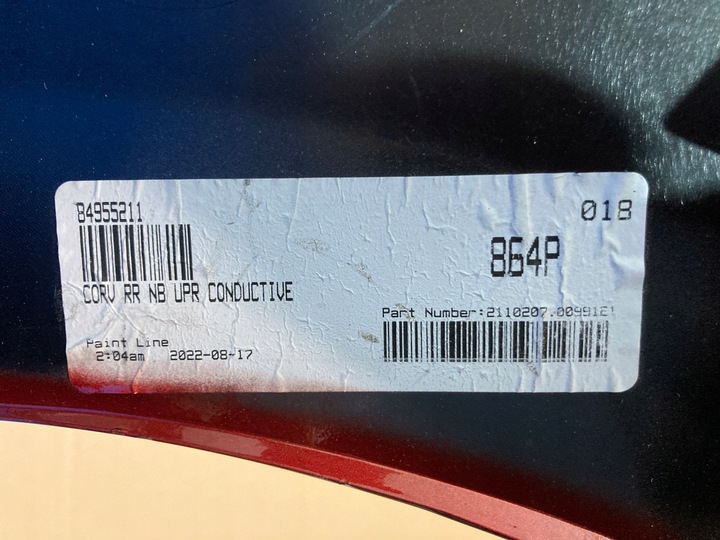 84955211
018
864P
CORV RR NB UPR CONDUCTIVE
Part Number:2110207.0099121
Paint Line
2:04am 2022-08-17